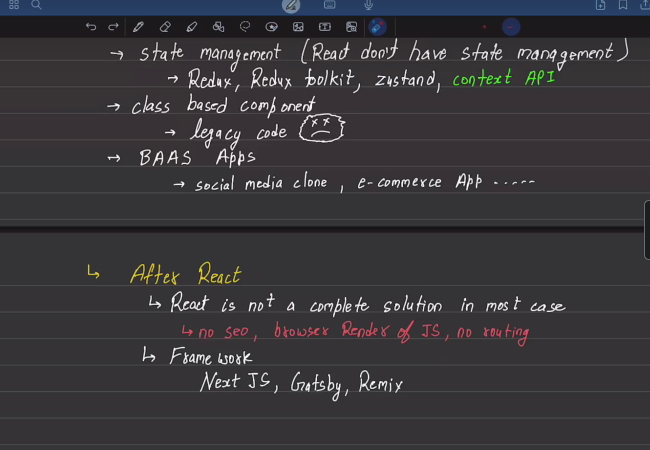 → state management (React don't have state management)
→ Redux, Redux toolkit, zustand, context API
→ class based component
→ legacy code
→ BAAS Apps
→ social media clone, e-commerce App .....
↳ After React
↳ React is not a complete solution in most case
↳ no seo, browser Render of JS, no routing
↳ Framework
Next JS, Gatsby, Remix